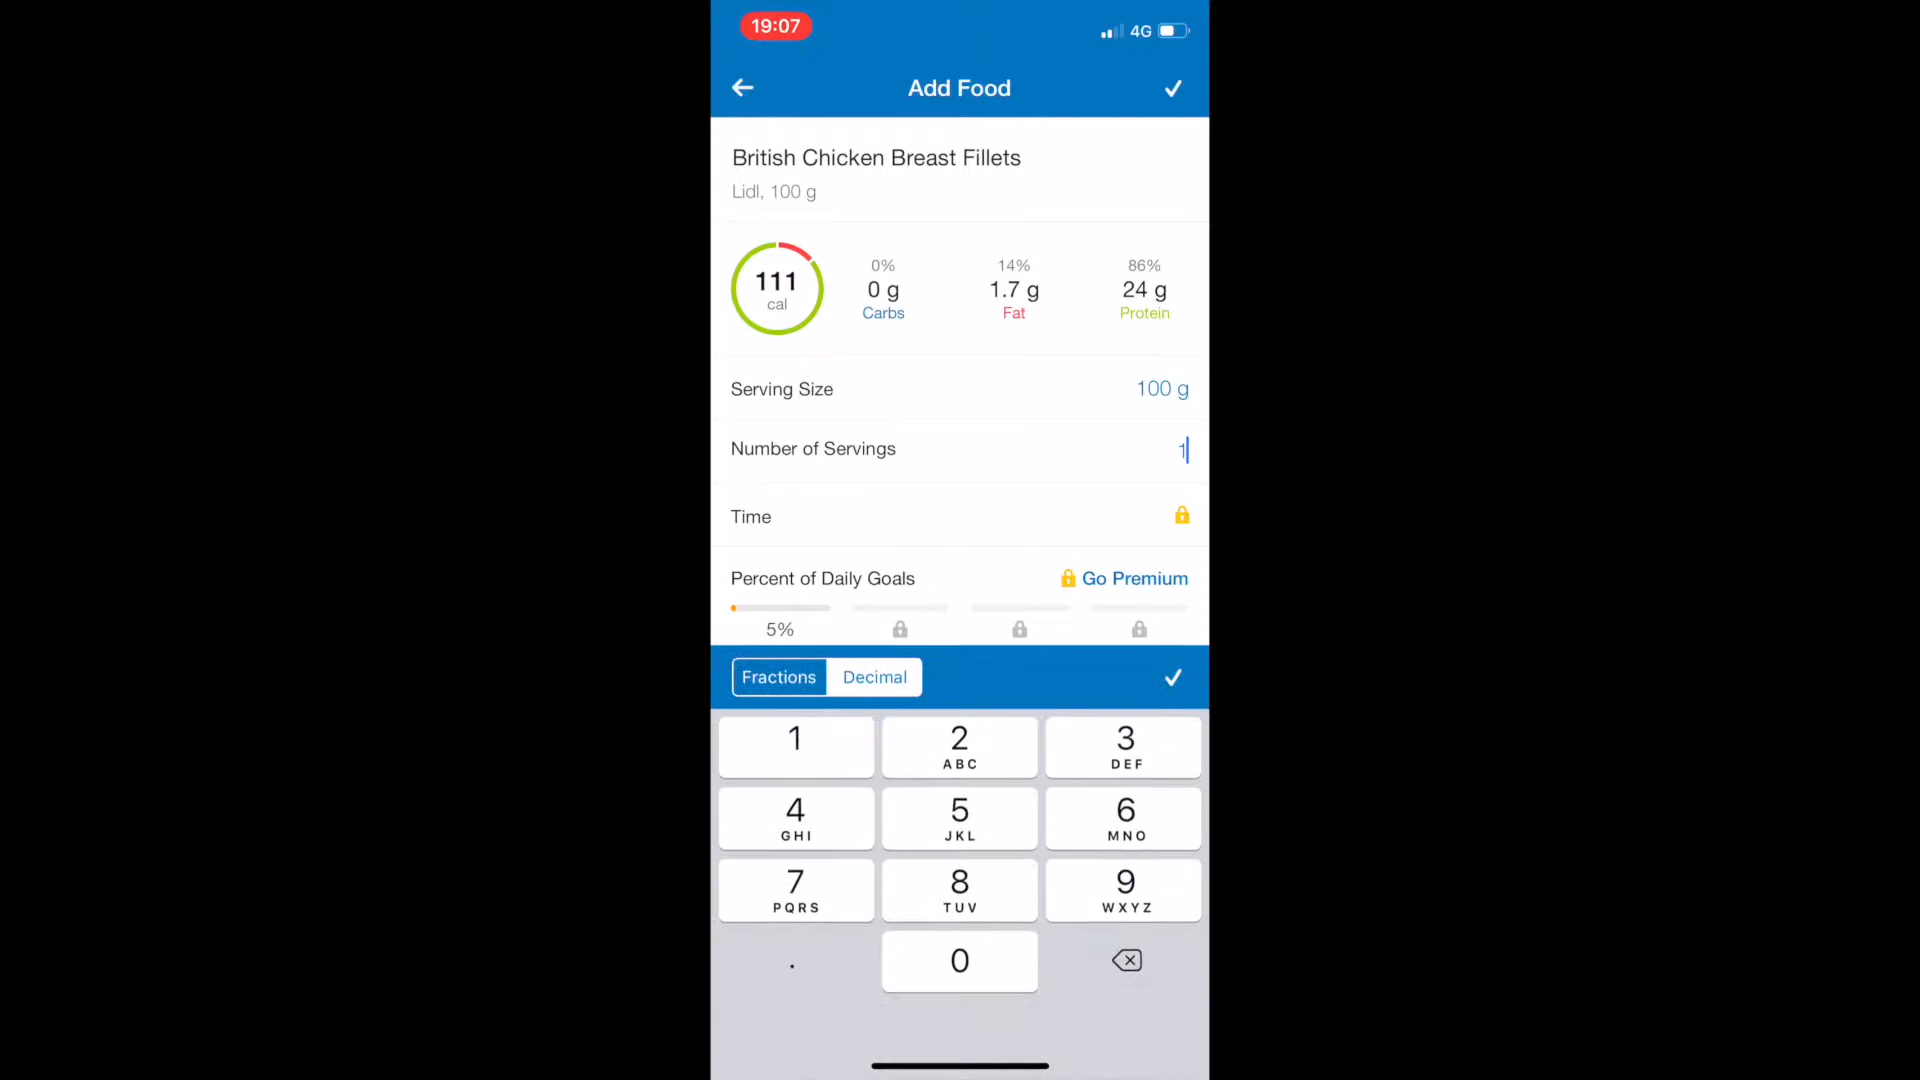 19:07
4G
Add Food
British Chicken Breast Fillets
Lidl, 100 g
111
cal
0%
0 g
Carbs
14%
1.7 g
Fat
86%
24 g
Protein
Serving Size
100 g
Number of Servings
1
Time
Percent of Daily Goals
Go Premium
5%
Fractions
Decimal
1
2
ABC
3
DEF
4
GHI
5
JKL
6
MNO
7
PQRS
8
TUV
9
WXYZ
.
0